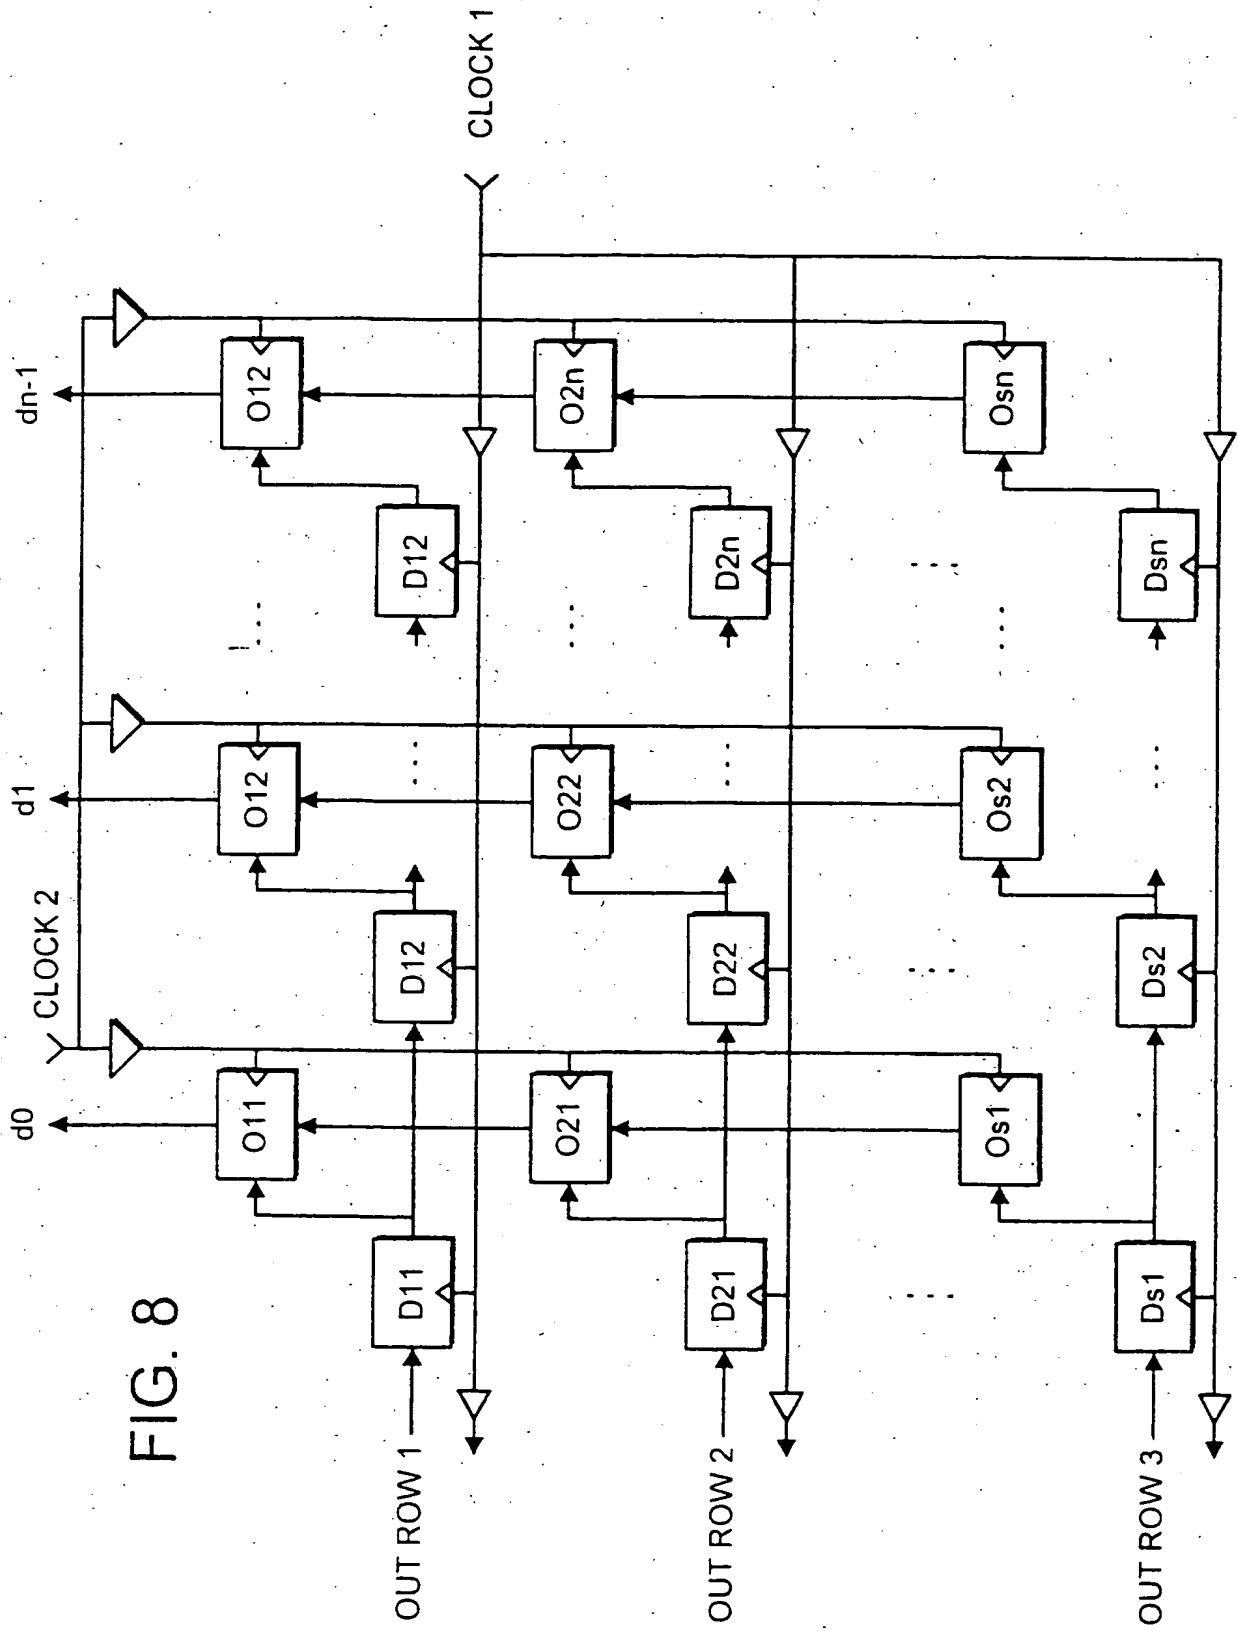 FIG. 8
CLOCK 2
d0
d1
dn-1
O11
O12
O12
OUT ROW 1
D11
D12
D12
CLOCK 1
O21
O22
O2n
OUT ROW 2
D21
D22
D2n
Os1
Os2
Osn
OUT ROW 3
Ds1
Ds2
Dsn